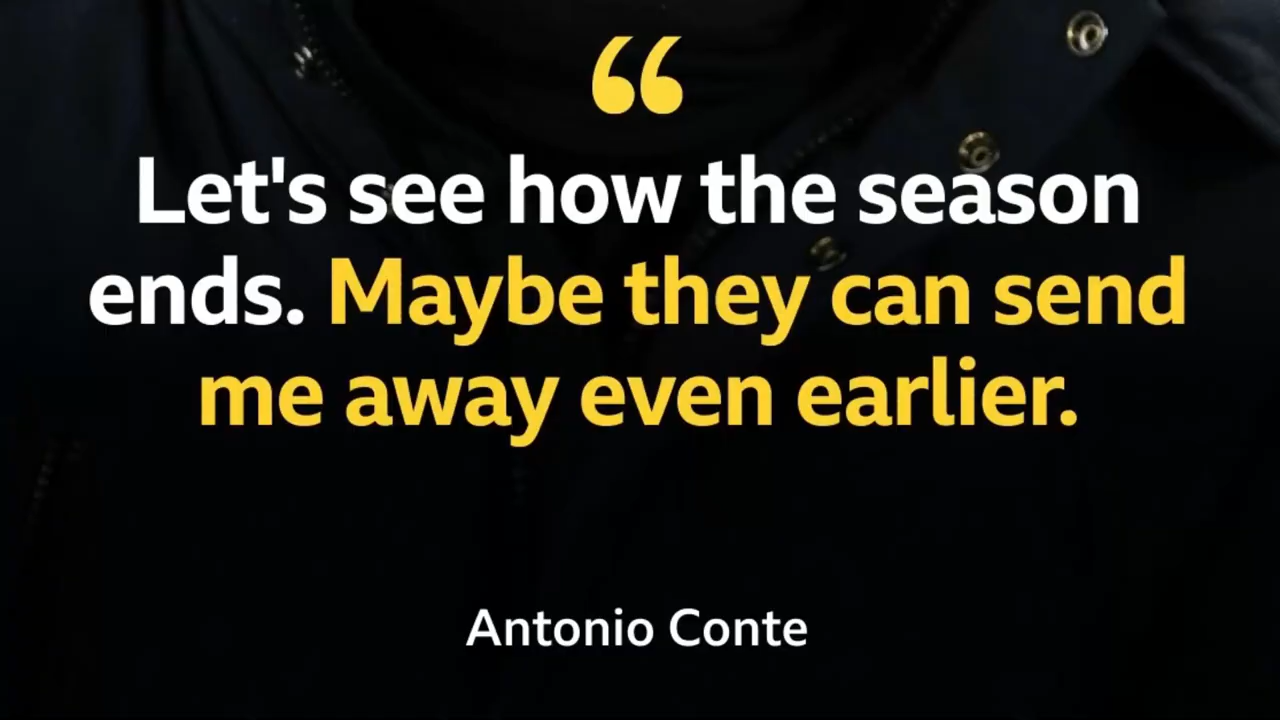 “
Let's see how the season
ends. Maybe they can send
me away even earlier.
Antonio Conte